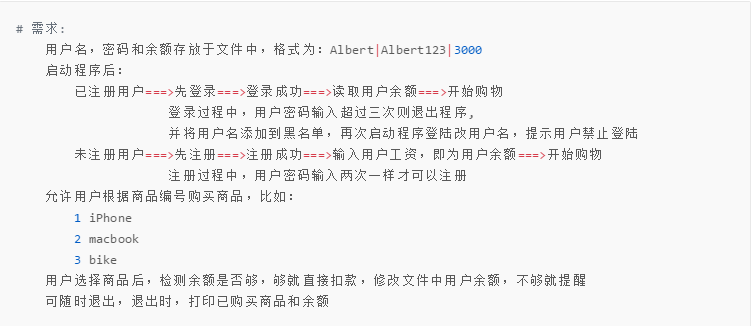 # 需求:
用户名，密码和余额存放于文件中，格式为：Albert|Albert123|3000
启动程序后：
已注册用户===>先登录===>登录成功===>读取用户余额===>开始购物
登录过程中，用户密码输入超过三次则退出程序，
并将用户名添加到黑名单，再次启动程序登陆改用户名，提示用户禁止登陆
未注册用户===>先注册===>注册成功===>输入用户工资，即为用户余额===>开始购物
注册过程中，用户密码输入两次一样才可以注册
允许用户根据商品编号购买商品，比如：
1 iPhone
2 macbook
3 bike
用户选择商品后，检测余额是否够，够就直接扣款，修改文件中用户余额，不够就提醒
可随时退出，退出时，打印已购买商品和余额